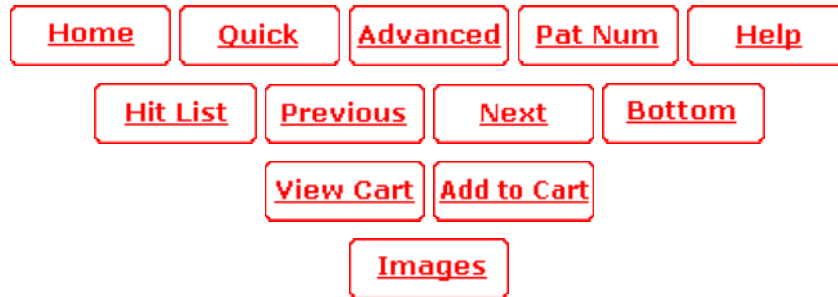 Home Quick Advanced Pat Num Help
Hit List Previous Next Bottom
View Cart Add to Cart
Images